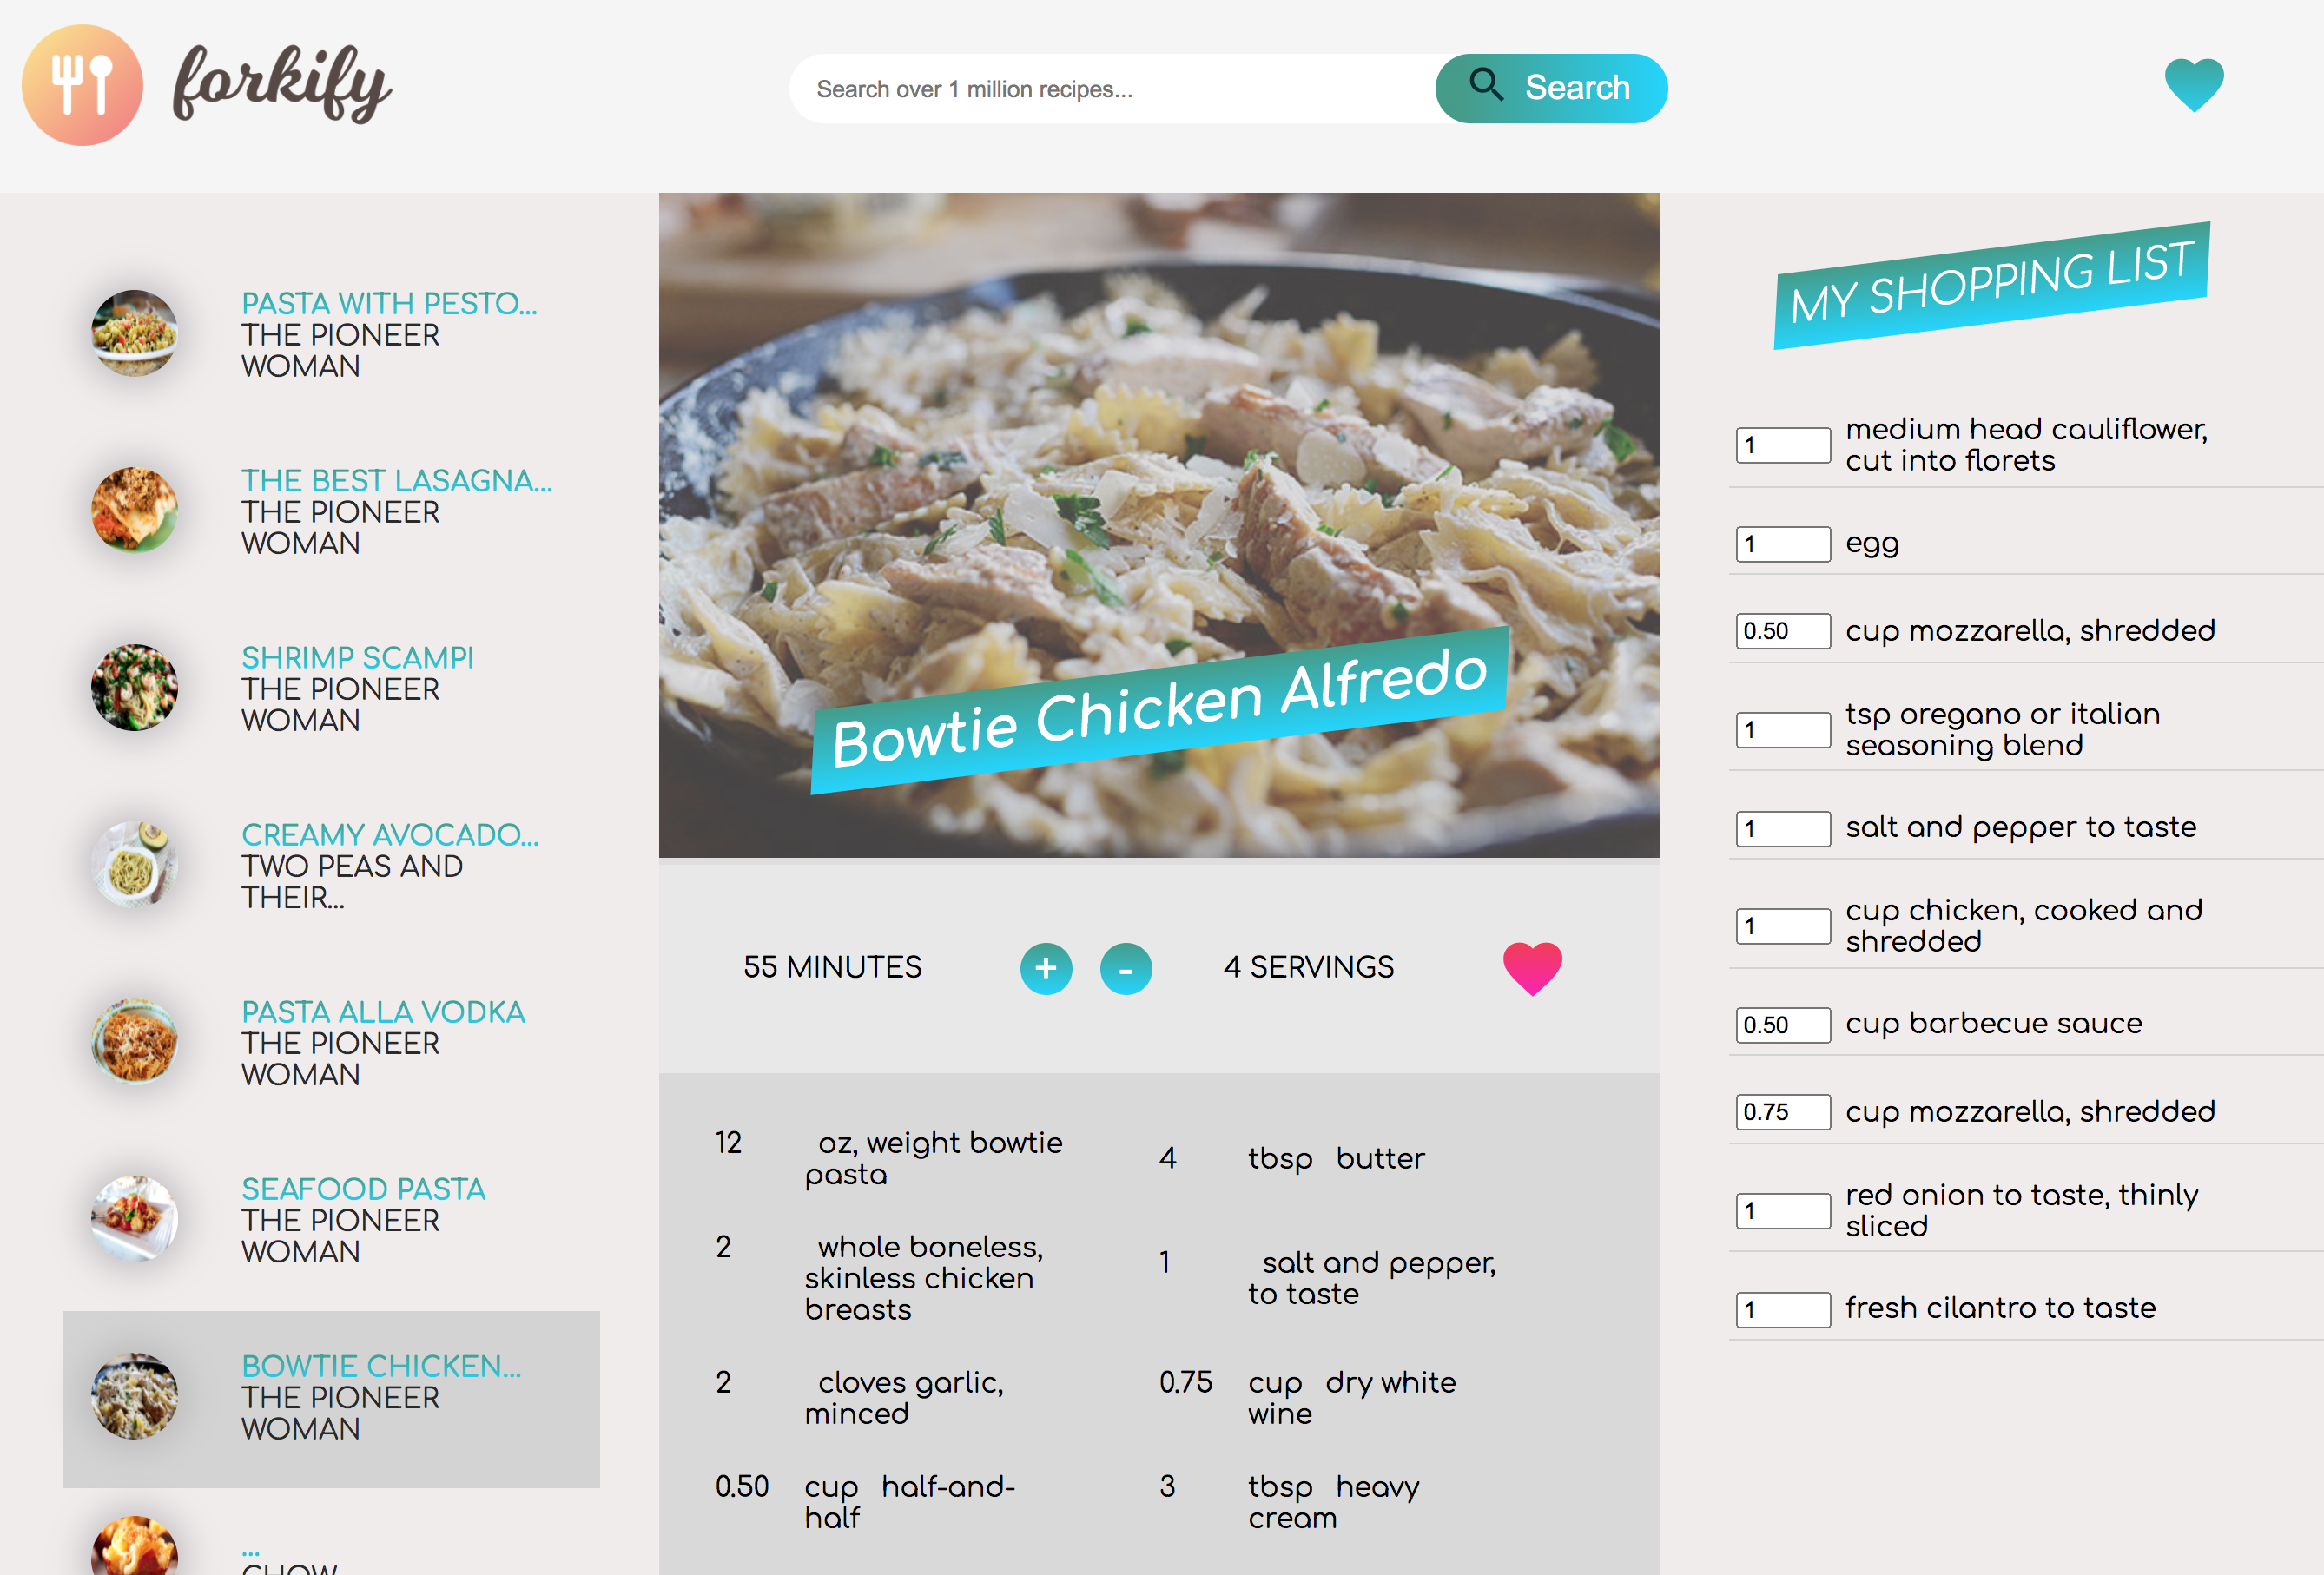 forkify
Search over 1 million recipes...
Search
PASTA WITH PESTO...
THE PIONEER
WOMAN
THE BEST LASAGNA...
THE PIONEER
WOMAN
SHRIMP SCAMPI
THE PIONEER
WOMAN
CREAMY AVOCADO...
TWO PEAS AND
THEIR...
PASTA ALLA VODKA
THE PIONEER
WOMAN
SEAFOOD PASTA
THE PIONEER
WOMAN
BOWTIE CHICKEN...
THE PIONEER
WOMAN
...
CHOW
Bowtie Chicken Alfredo
55 MINUTES
+
-
4 SERVINGS
12 oz, weight bowtie
pasta
4 tbsp butter
2 whole boneless,
skinless chicken
breasts
1 salt and pepper,
to taste
2 cloves garlic,
minced
0.75 cup dry white
wine
0.50 cup half-and-
half
3 tbsp heavy
cream
MY SHOPPING LIST
1 medium head cauliflower,
cut into florets
1 egg
0.50 cup mozzarella, shredded
1 tsp oregano or italian
seasoning blend
1 salt and pepper to taste
1 cup chicken, cooked and
shredded
0.50 cup barbecue sauce
0.75 cup mozzarella, shredded
1 red onion to taste, thinly
sliced
1 fresh cilantro to taste